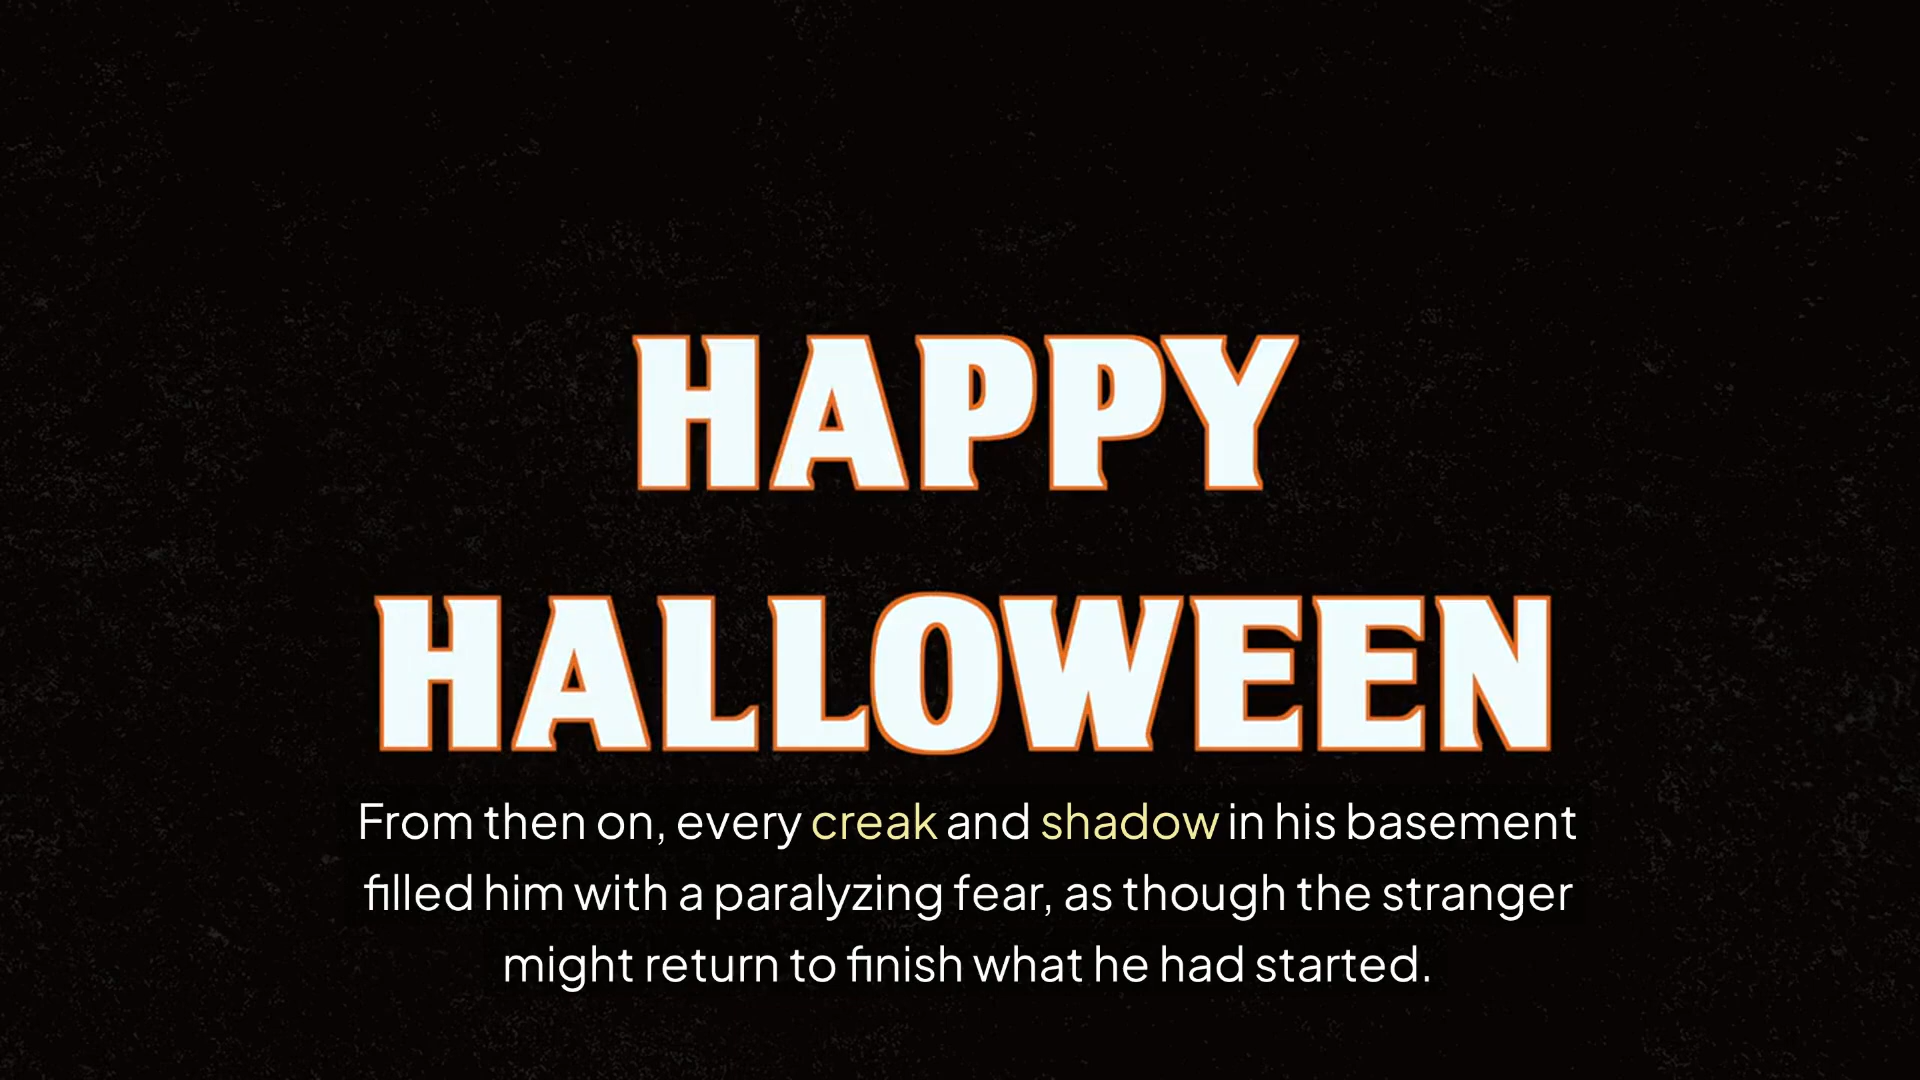 HAPPY
HALLOWEEN
From then on, every creak and shadow in his basement
filled him with a paralyzing fear, as though the stranger
might return to finish what he had started.